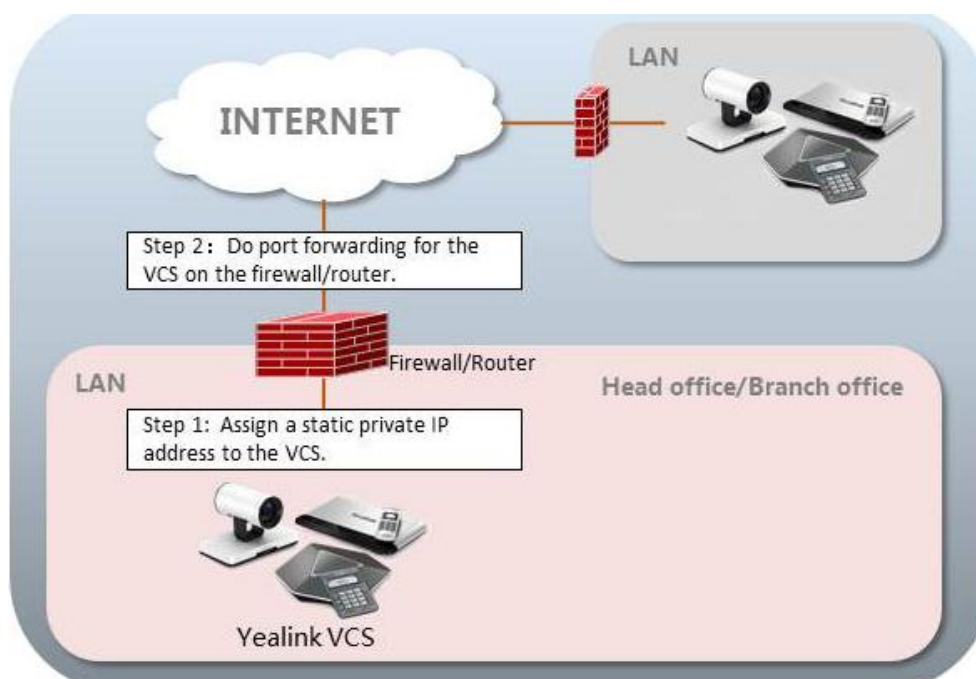 LAN
INTERNET
Step 2: Do port forwarding for the
VCS on the firewall/router.
Firewall/Router
LAN
Head office/Branch office
Step 1: Assign a static private IP
address to the VCS.
Yealink VCS